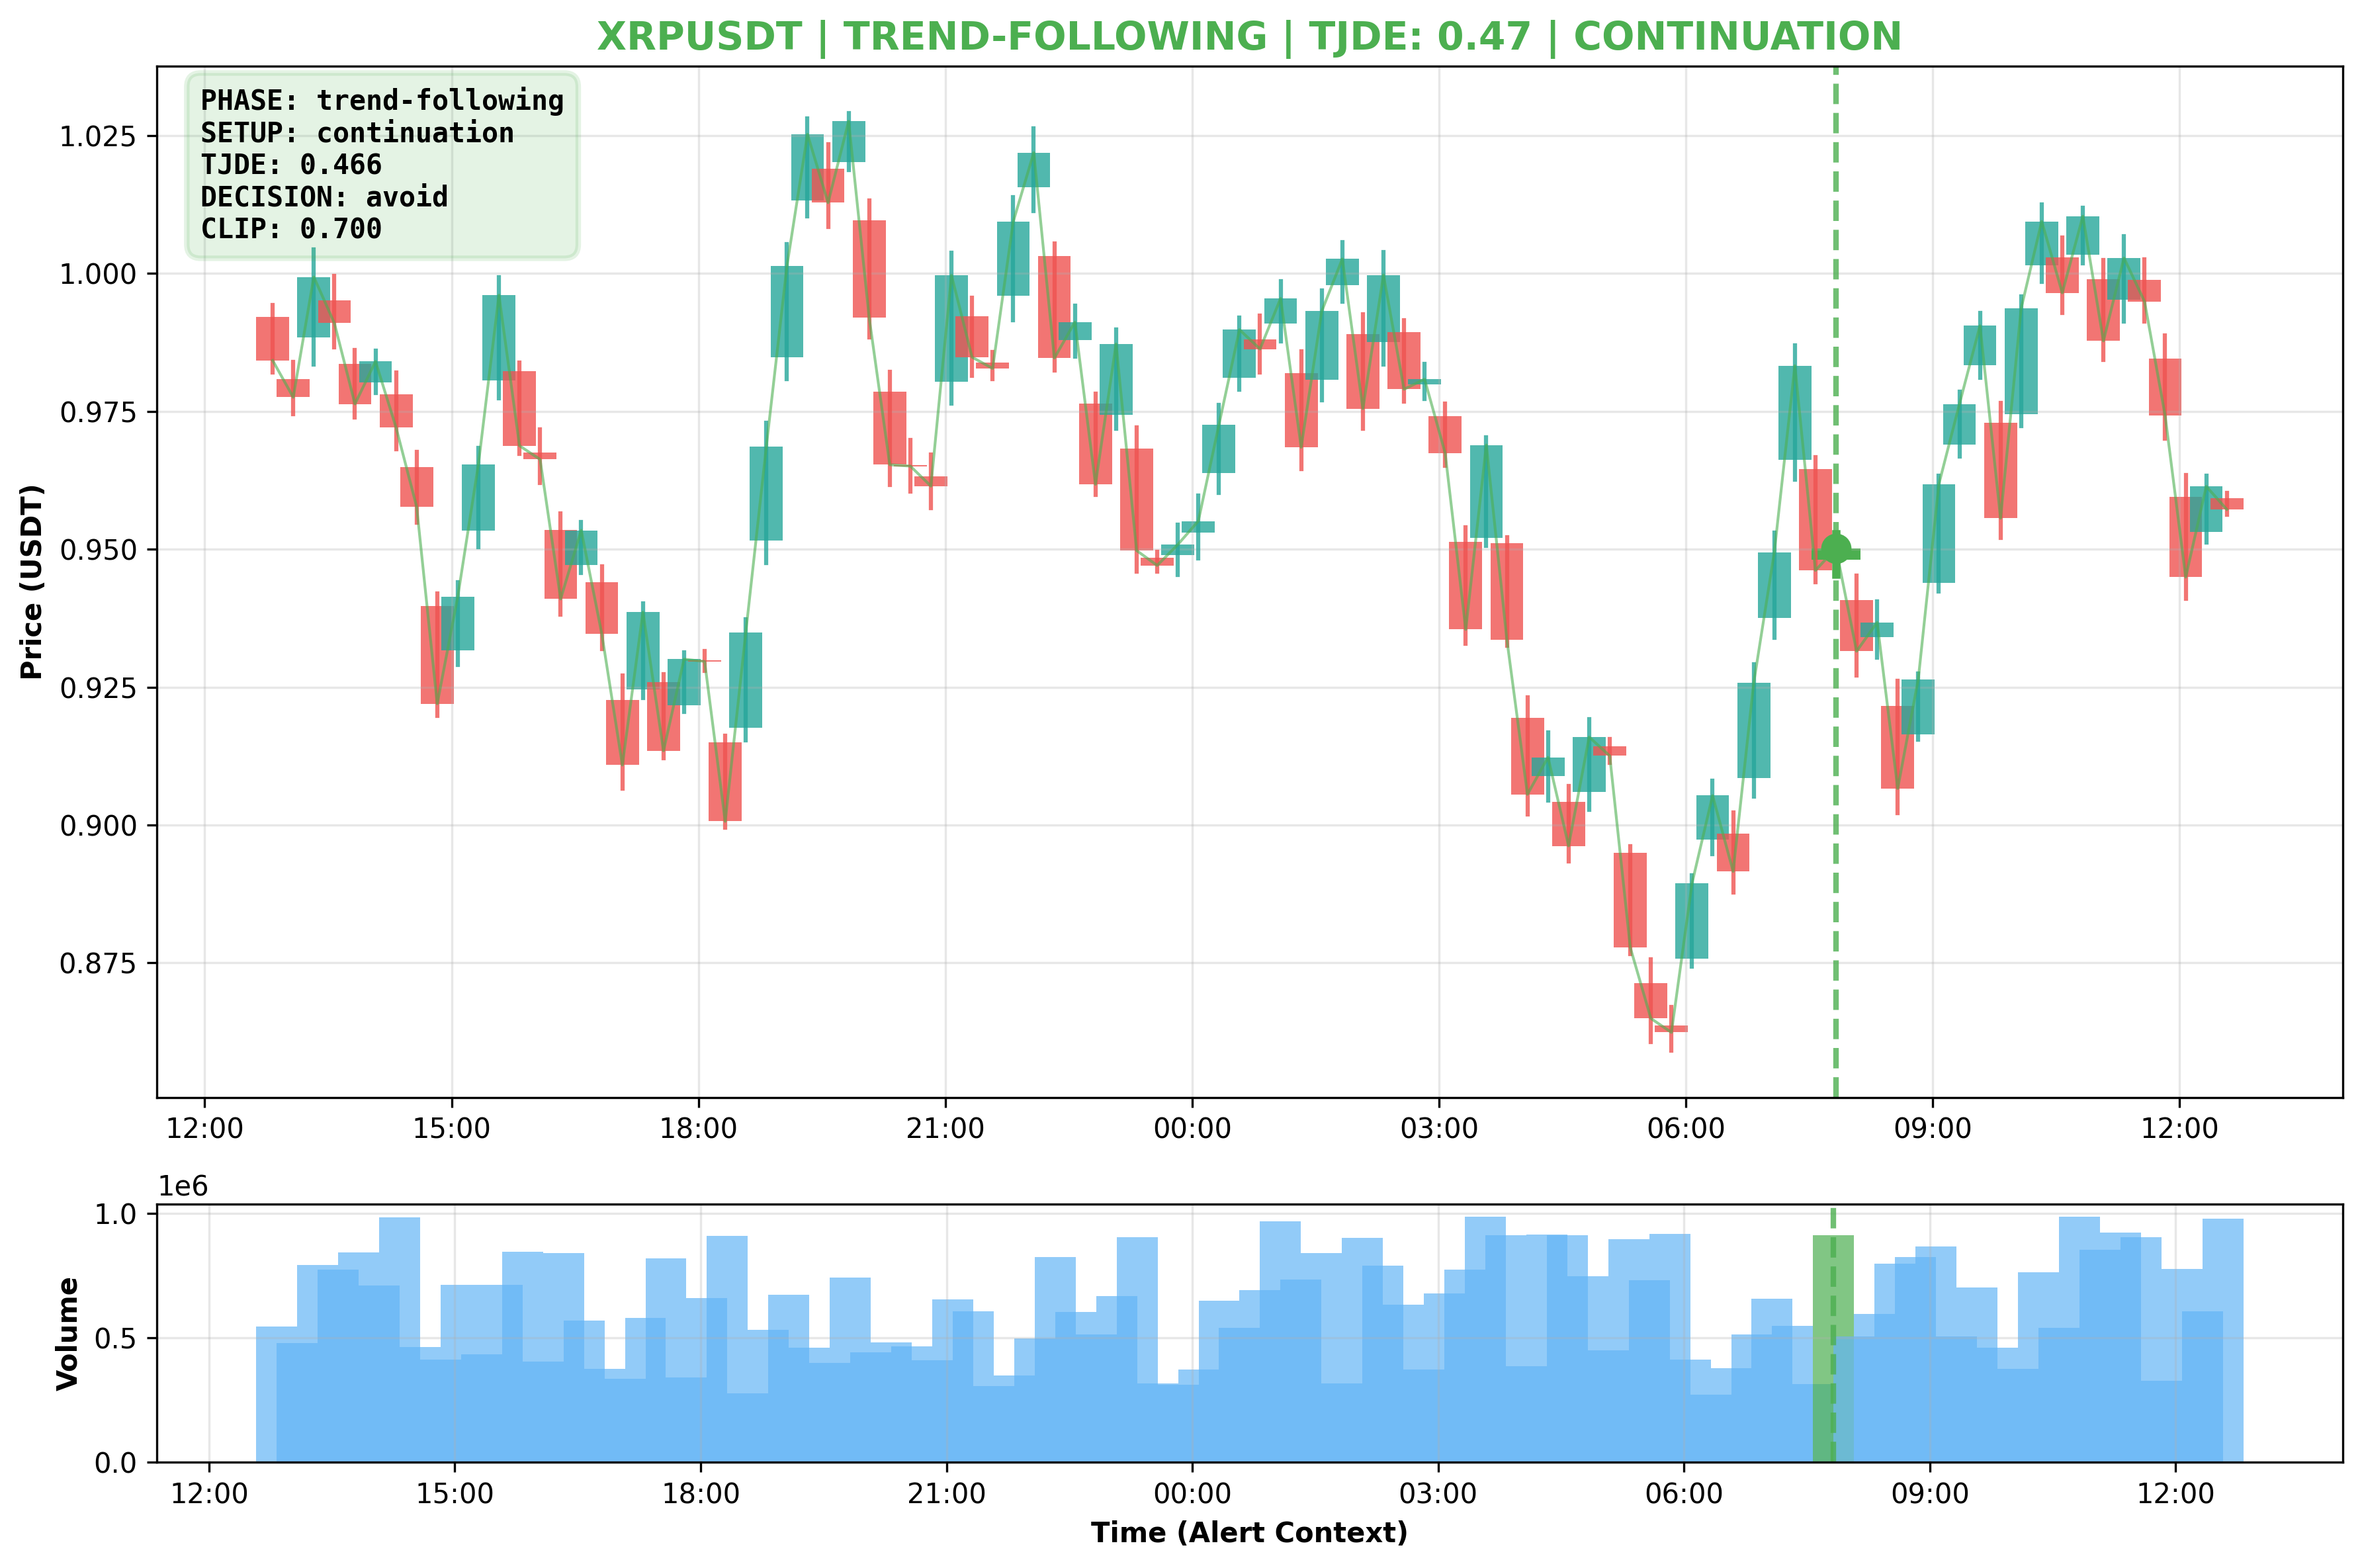 XRPUSDT | TREND-FOLLOWING | TJDE: 0.47 | CONTINUATION
PHASE: trend-following
SETUP: continuation
TJDE: 0.466
DECISION: avoid
CLIP: 0.700
Price (USDT)
1.025
1.000
0.975
0.950
0.925
0.900
0.875
12:00 15:00 18:00 21:00 00:00 03:00 06:00 09:00 12:00
1e6
Volume
1.0
0.5
0.0
12:00 15:00 18:00 21:00 00:00 03:00 06:00 09:00 12:00
Time (Alert Context)